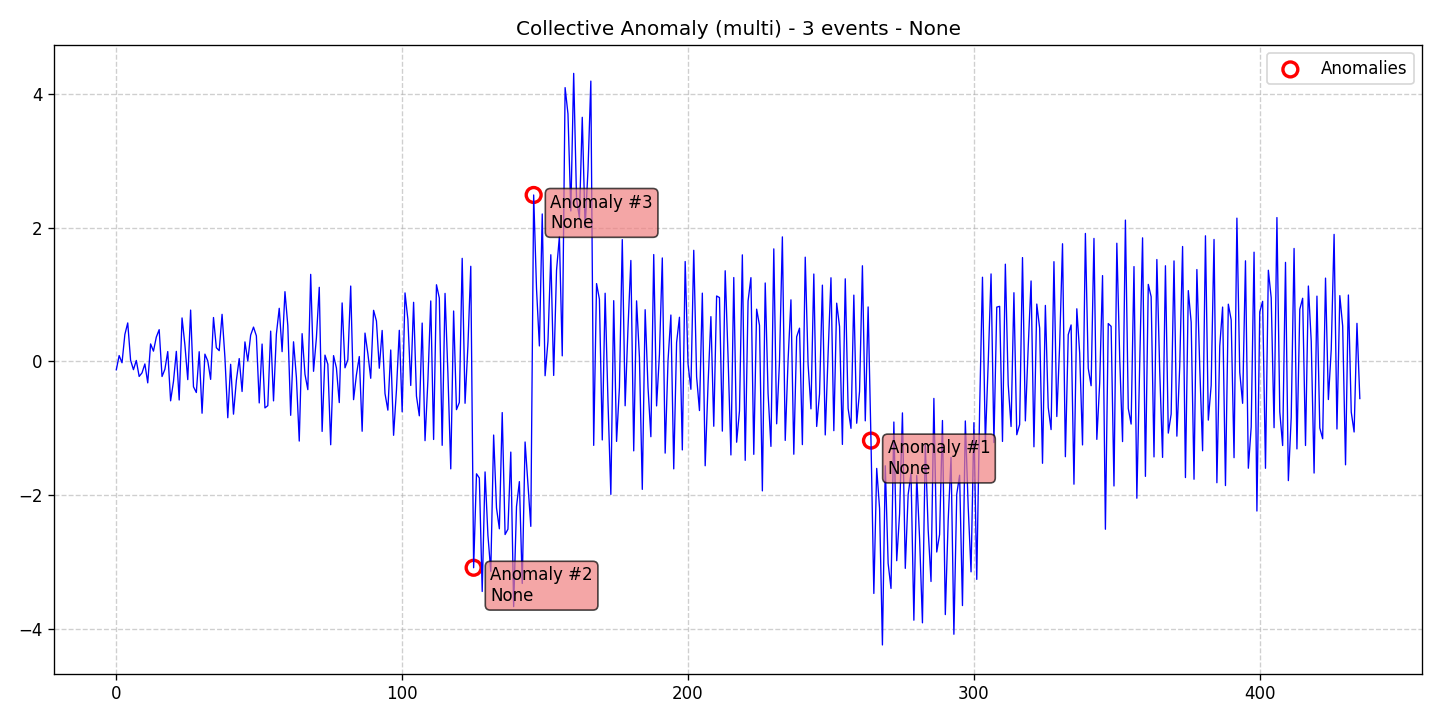 Collective Anomaly (multi) - 3 events - None
Anomalies
4
2
0
−2
−4
Anomaly #3
None
Anomaly #1
None
Anomaly #2
None
0
100
200
300
400